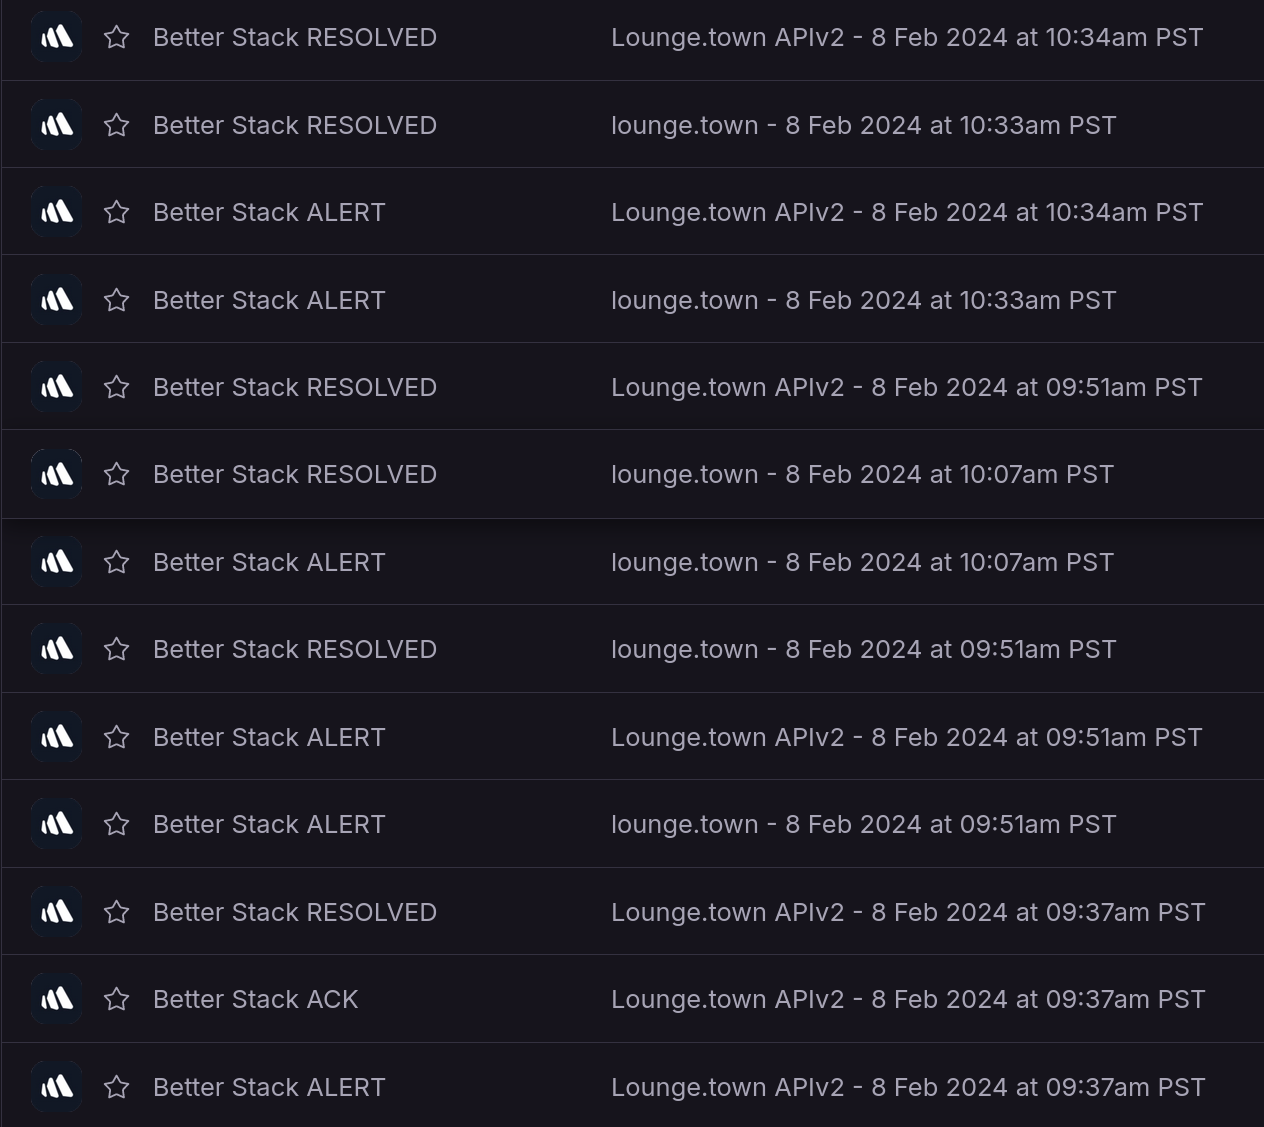 Better Stack RESOLVED Lounge.town APIv2 - 8 Feb 2024 at 10:34am PST
Better Stack RESOLVED lounge.town - 8 Feb 2024 at 10:33am PST
Better Stack ALERT Lounge.town APIv2 - 8 Feb 2024 at 10:34am PST
Better Stack ALERT lounge.town - 8 Feb 2024 at 10:33am PST
Better Stack RESOLVED Lounge.town APIv2 - 8 Feb 2024 at 09:51am PST
Better Stack RESOLVED lounge.town - 8 Feb 2024 at 10:07am PST
Better Stack ALERT lounge.town - 8 Feb 2024 at 10:07am PST
Better Stack RESOLVED lounge.town - 8 Feb 2024 at 09:51am PST
Better Stack ALERT Lounge.town APIv2 - 8 Feb 2024 at 09:51am PST
Better Stack ALERT lounge.town - 8 Feb 2024 at 09:51am PST
Better Stack RESOLVED Lounge.town APIv2 - 8 Feb 2024 at 09:37am PST
Better Stack ACK Lounge.town APIv2 - 8 Feb 2024 at 09:37am PST
Better Stack ALERT Lounge.town APIv2 - 8 Feb 2024 at 09:37am PST